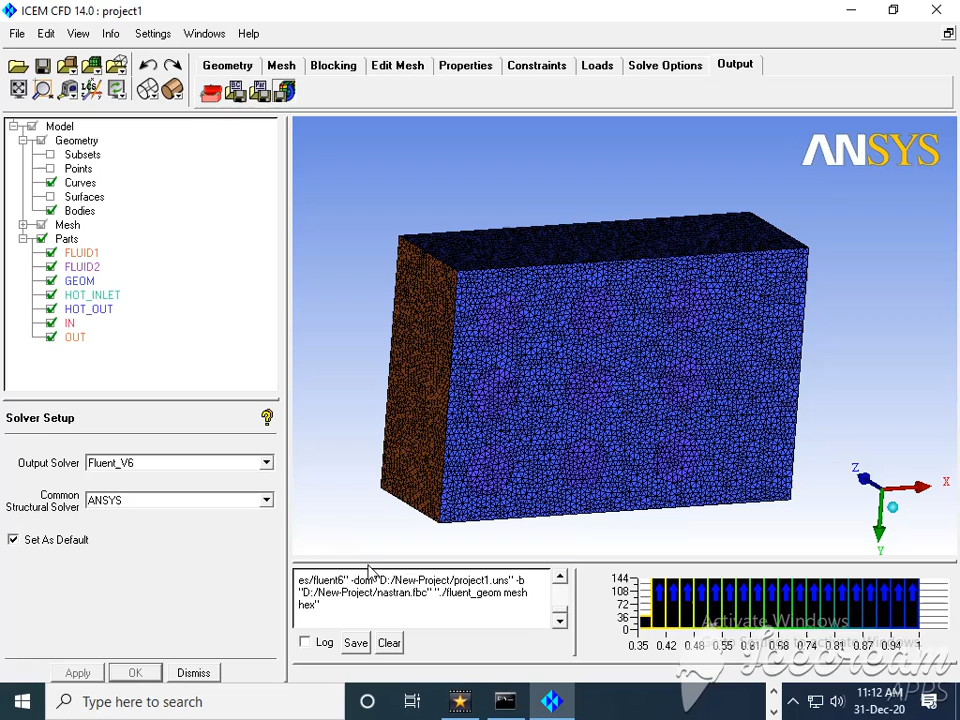 ICEM CFD 14.0 : project1
File Edit View Info Settings Windows Help
Geometry Mesh Blocking Edit Mesh Properties Constraints Loads Solve Options Output
Model
Geometry
Subsets
Points
Curves
Surfaces
Bodies
Mesh
Parts
FLUID1
FLUID2
GEOM
HOT_INLET
HOT_OUT
IN
OUT
ANSYS
Z
X
Y
Solver Setup
Output Solver Fluent_V6
Common
Structural Solver ANSYS
Set As Default
Apply OK Dismiss
es/fluent6" -dom "D:/New-Project/project1.uns" -b
"D:/New-Project/nastran.fbc" "./fluent_geom mesh
hex"
Log Save Clear
144
108
72
36
0
0.35 0.42 0.48 0.55 0.61 0.68 0.74 0.81 0.87 0.94 1
Activate Windows
Icecream
APPS
Type here to search
11:12 AM
31-Dec-20